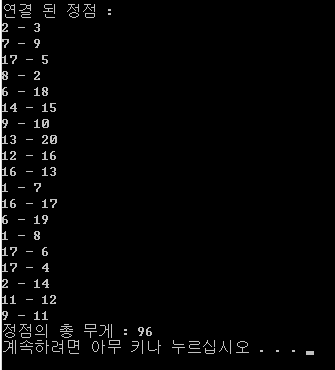 연결 된 정점 :
2 - 3
7 - 9
17 - 5
8 - 2
6 - 18
14 - 15
9 - 10
13 - 20
12 - 16
16 - 13
1 - 7
16 - 17
6 - 19
1 - 8
17 - 6
17 - 4
2 - 14
11 - 12
9 - 11
정점의 총 무게 : 96
계속하려면 아무 키나 누르십시오 . . .